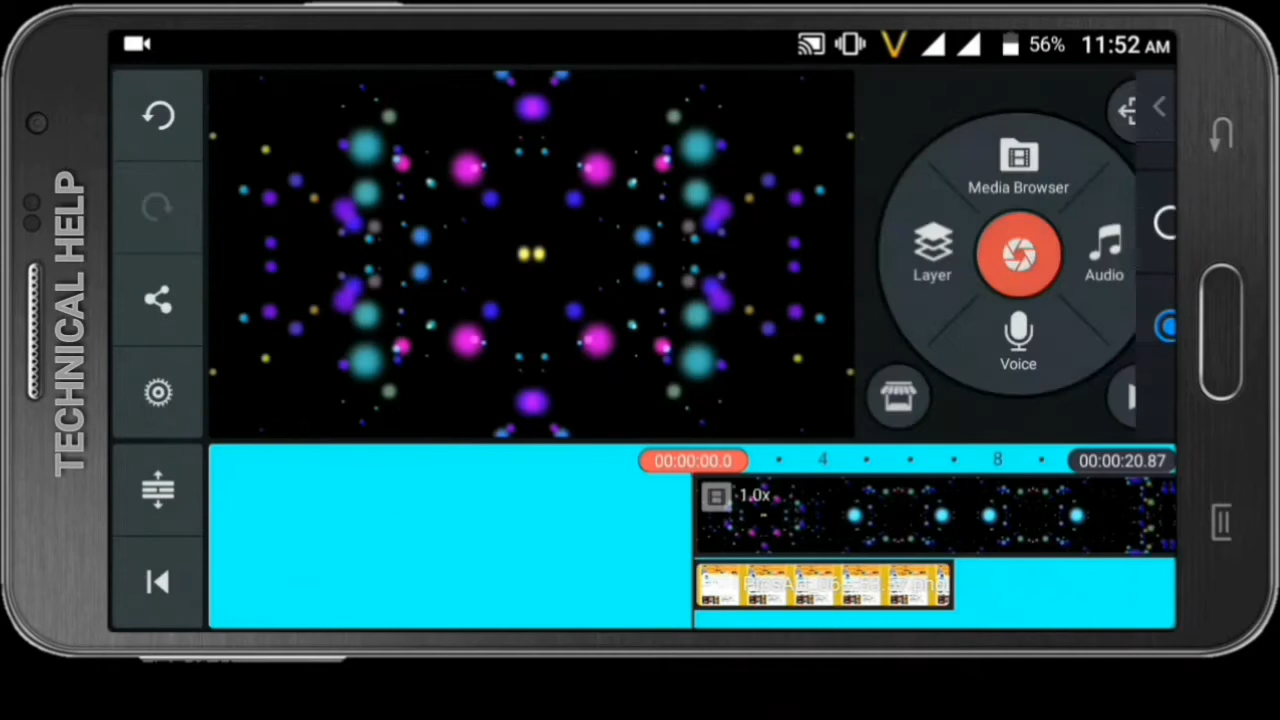 56% 11:52 AM
TECHNICAL HELP
Media Browser
Layer
Audio
Voice
00:00:00.0
4
8
00:00:20.87
1.0x